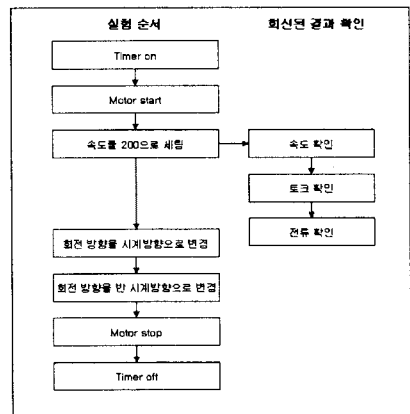 실험 순서
회신된 결과 확인
Timer on
Motor start
속도를 200으로 세팅
속도 확인
토크 확인
전류 확인
회전 방향을 시계방향으로 변경
회전 방향을 반 시계방향으로 변경
Motor stop
Timer off